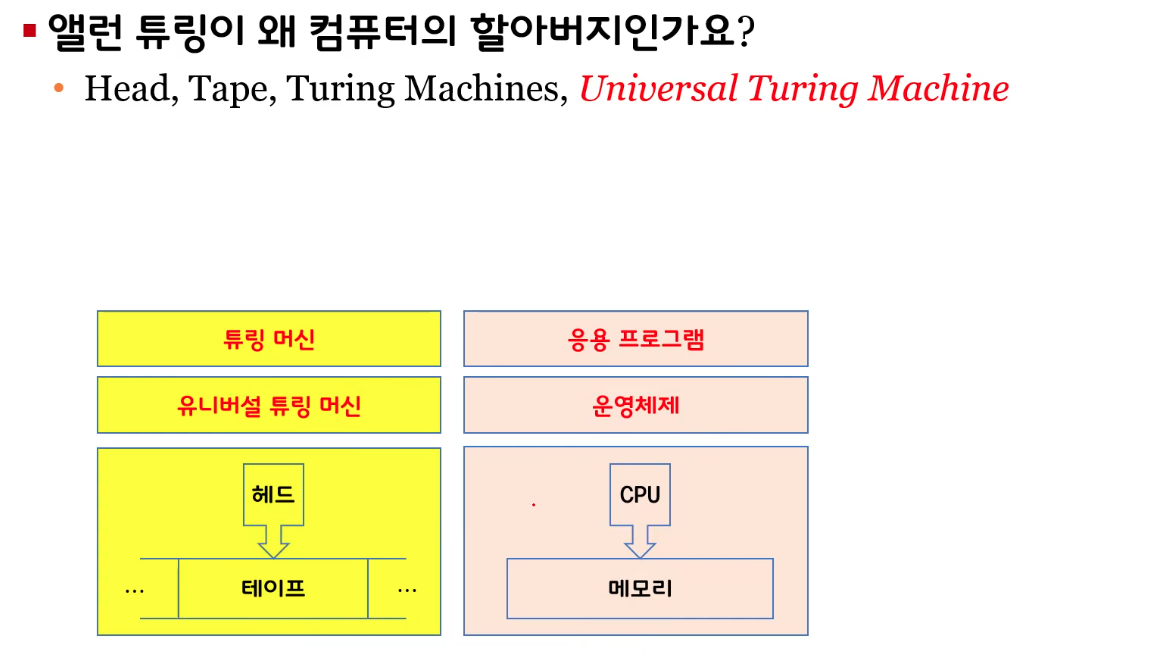 앨런 튜링이 왜 컴퓨터의 할아버지인가요?
Head, Tape, Turing Machines, Universal Turing Machine
튜링 머신
응용 프로그램
유니버설 튜링 머신
운영체제
헤드
CPU
...
테이프
...
메모리